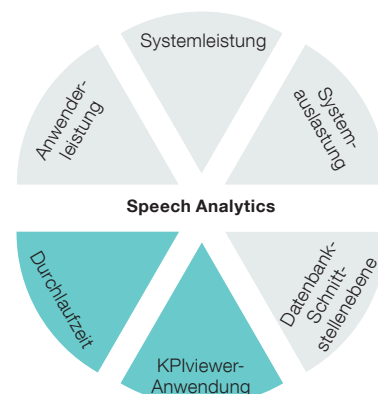 Systemleistung
System-
auslastung
Anwender-
leistung
Speech Analytics
Durchlaufzeit
Datenbank-
Schnitt-
stellenebene
KPIviewer-
Anwendung